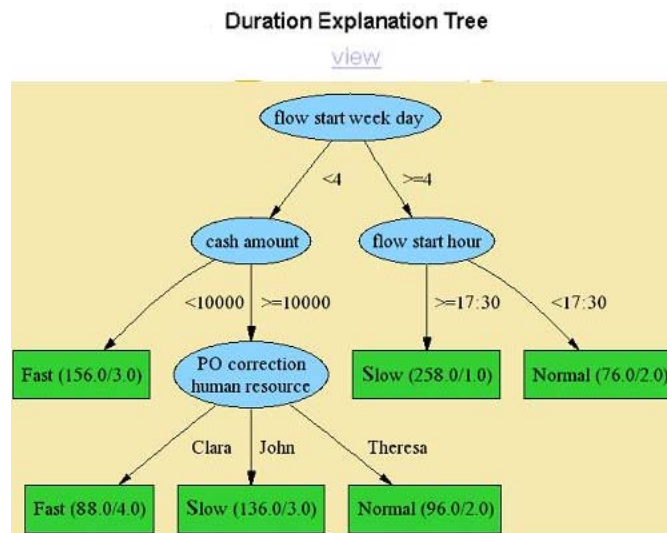 Duration Explanation Tree
view
flow start week day
<4
>=4
cash amount
flow start hour
<10000
>=10000
>=17:30
<17:30
Fast (156.0/3.0)
PO correction
human resource
Slow (258.0/1.0)
Normal (76.0/2.0)
Clara
John
Theresa
Fast (88.0/4.0)
Slow (136.0/3.0)
Normal (96.0/2.0)